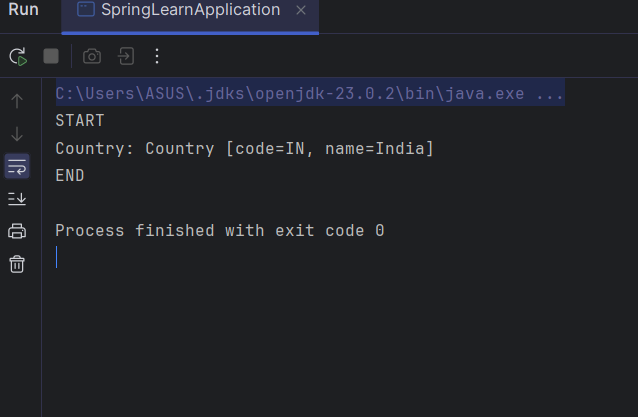 Run
SpringLearnApplication
C:\Users\ASUS\.jdks\openjdk-23.0.2\bin\java.exe ...
START
Country: Country [code=IN, name=India]
END
Process finished with exit code 0